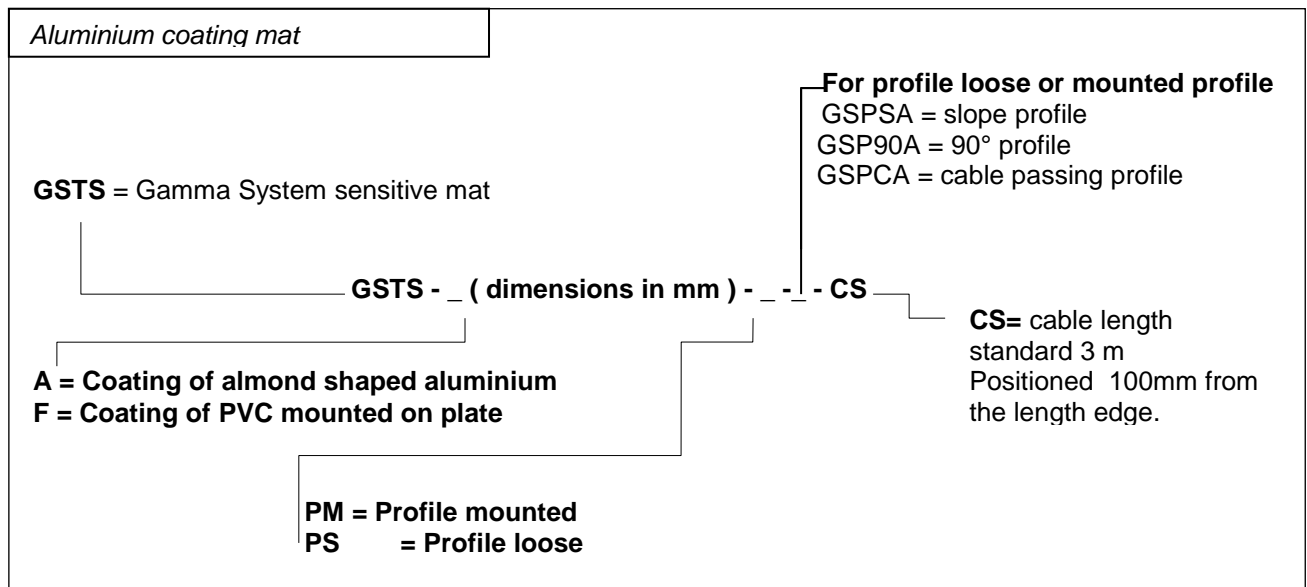 Aluminium coating mat
For profile loose or mounted profile
GSPSA = slope profile
GSP90A = 90° profile
GSPCA = cable passing profile
GSTS = Gamma System sensitive mat
GSTS - _ ( dimensions in mm ) - _ -_ - CS
CS= cable length
standard 3 m
Positioned 100mm from
the length edge.
A = Coating of almond shaped aluminium
F = Coating of PVC mounted on plate
PM = Profile mounted
PS = Profile loose